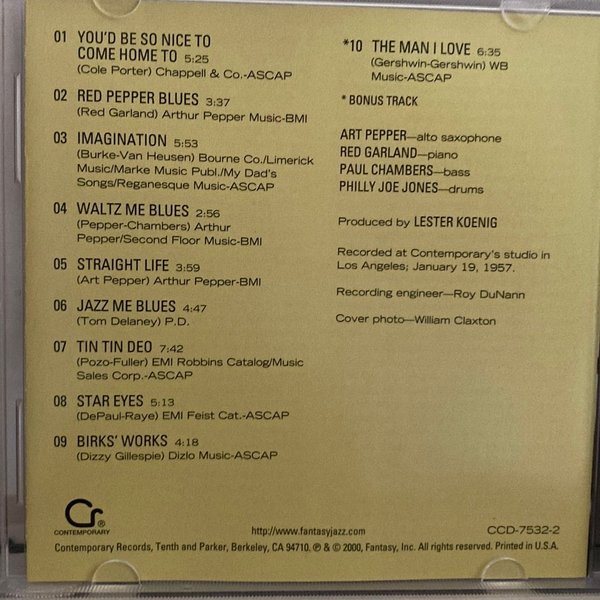 01 YOU'D BE SO NICE TO
COME HOME TO 5:25
(Cole Porter) Chappell & Co.-ASCAP
02 RED PEPPER BLUES 3:37
(Red Garland) Arthur Pepper Music-BMI
03 IMAGINATION 5:53
(Burke-Van Heusen) Bourne Co./Limerick
Music/Marke Music Publ./My Dad's
Songs/Reganesque Music-ASCAP
04 WALTZ ME BLUES 2:56
(Pepper-Chambers) Arthur
Pepper/Second Floor Music-BMI
05 STRAIGHT LIFE 3:59
(Art Pepper) Arthur Pepper-BMI
06 JAZZ ME BLUES 4:47
(Tom Delaney) P.D.
07 TIN TIN DEO 7:42
(Pozo-Fuller) EMI Robbins Catalog/Music
Sales Corp.-ASCAP
08 STAR EYES 5:13
(DePaul-Raye) EMI Feist Cat.-ASCAP
09 BIRKS' WORKS 4:18
(Dizzy Gillespie) Dizlo Music-ASCAP
*10 THE MAN I LOVE 6:35
(Gershwin-Gershwin) WB
Music-ASCAP
* BONUS TRACK
ART PEPPER—alto saxophone
RED GARLAND—piano
PAUL CHAMBERS—bass
PHILLY JOE JONES—drums
Produced by LESTER KOENIG
Recorded at Contemporary's studio in
Los Angeles; January 19, 1957.
Recording engineer—Roy DuNann
Cover photo—William Claxton
Cr®
CONTEMPORARY
http://www.fantasyjazz.com
CCD-7532-2
Contemporary Records, Tenth and Parker, Berkeley, CA 94710. ℗ & © 2000, Fantasy, Inc. All rights reserved. Printed in U.S.A.